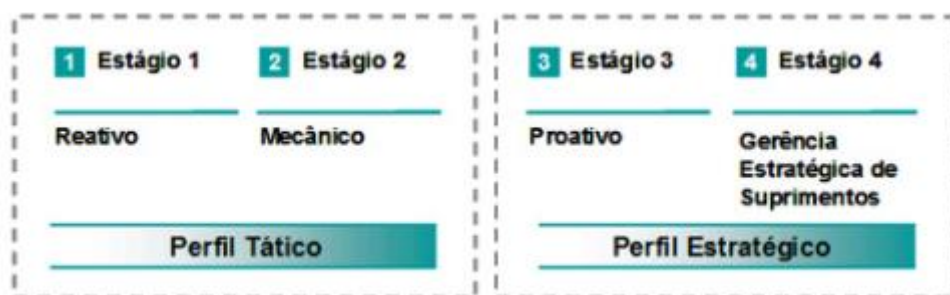 1 Estágio 1
2 Estágio 2
Reativo
Mecânico
Perfil Tático
3 Estágio 3
4 Estágio 4
Proativo
Gerência
Estratégica de
Suprimentos
Perfil Estratégico